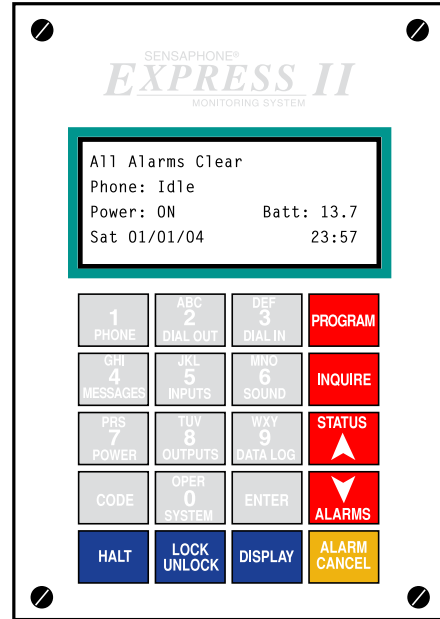 SENSAPHONE®
EXPRESS II
MONITORING SYSTEM
All Alarms Clear
Phone: Idle
Power: ON Batt: 13.7
Sat 01/01/04 23:57
1
PHONE
ABC
2
DIAL OUT
DEF
3
DIAL IN
PROGRAM
GHI
4
MESSAGES
JKL
5
INPUTS
MNO
6
SOUND
INQUIRE
PRS
7
POWER
TUV
8
OUTPUTS
WXY
9
DATA LOG
STATUS
CODE
OPER
0
SYSTEM
ENTER
ALARMS
HALT
LOCK
UNLOCK
DISPLAY
ALARM
CANCEL